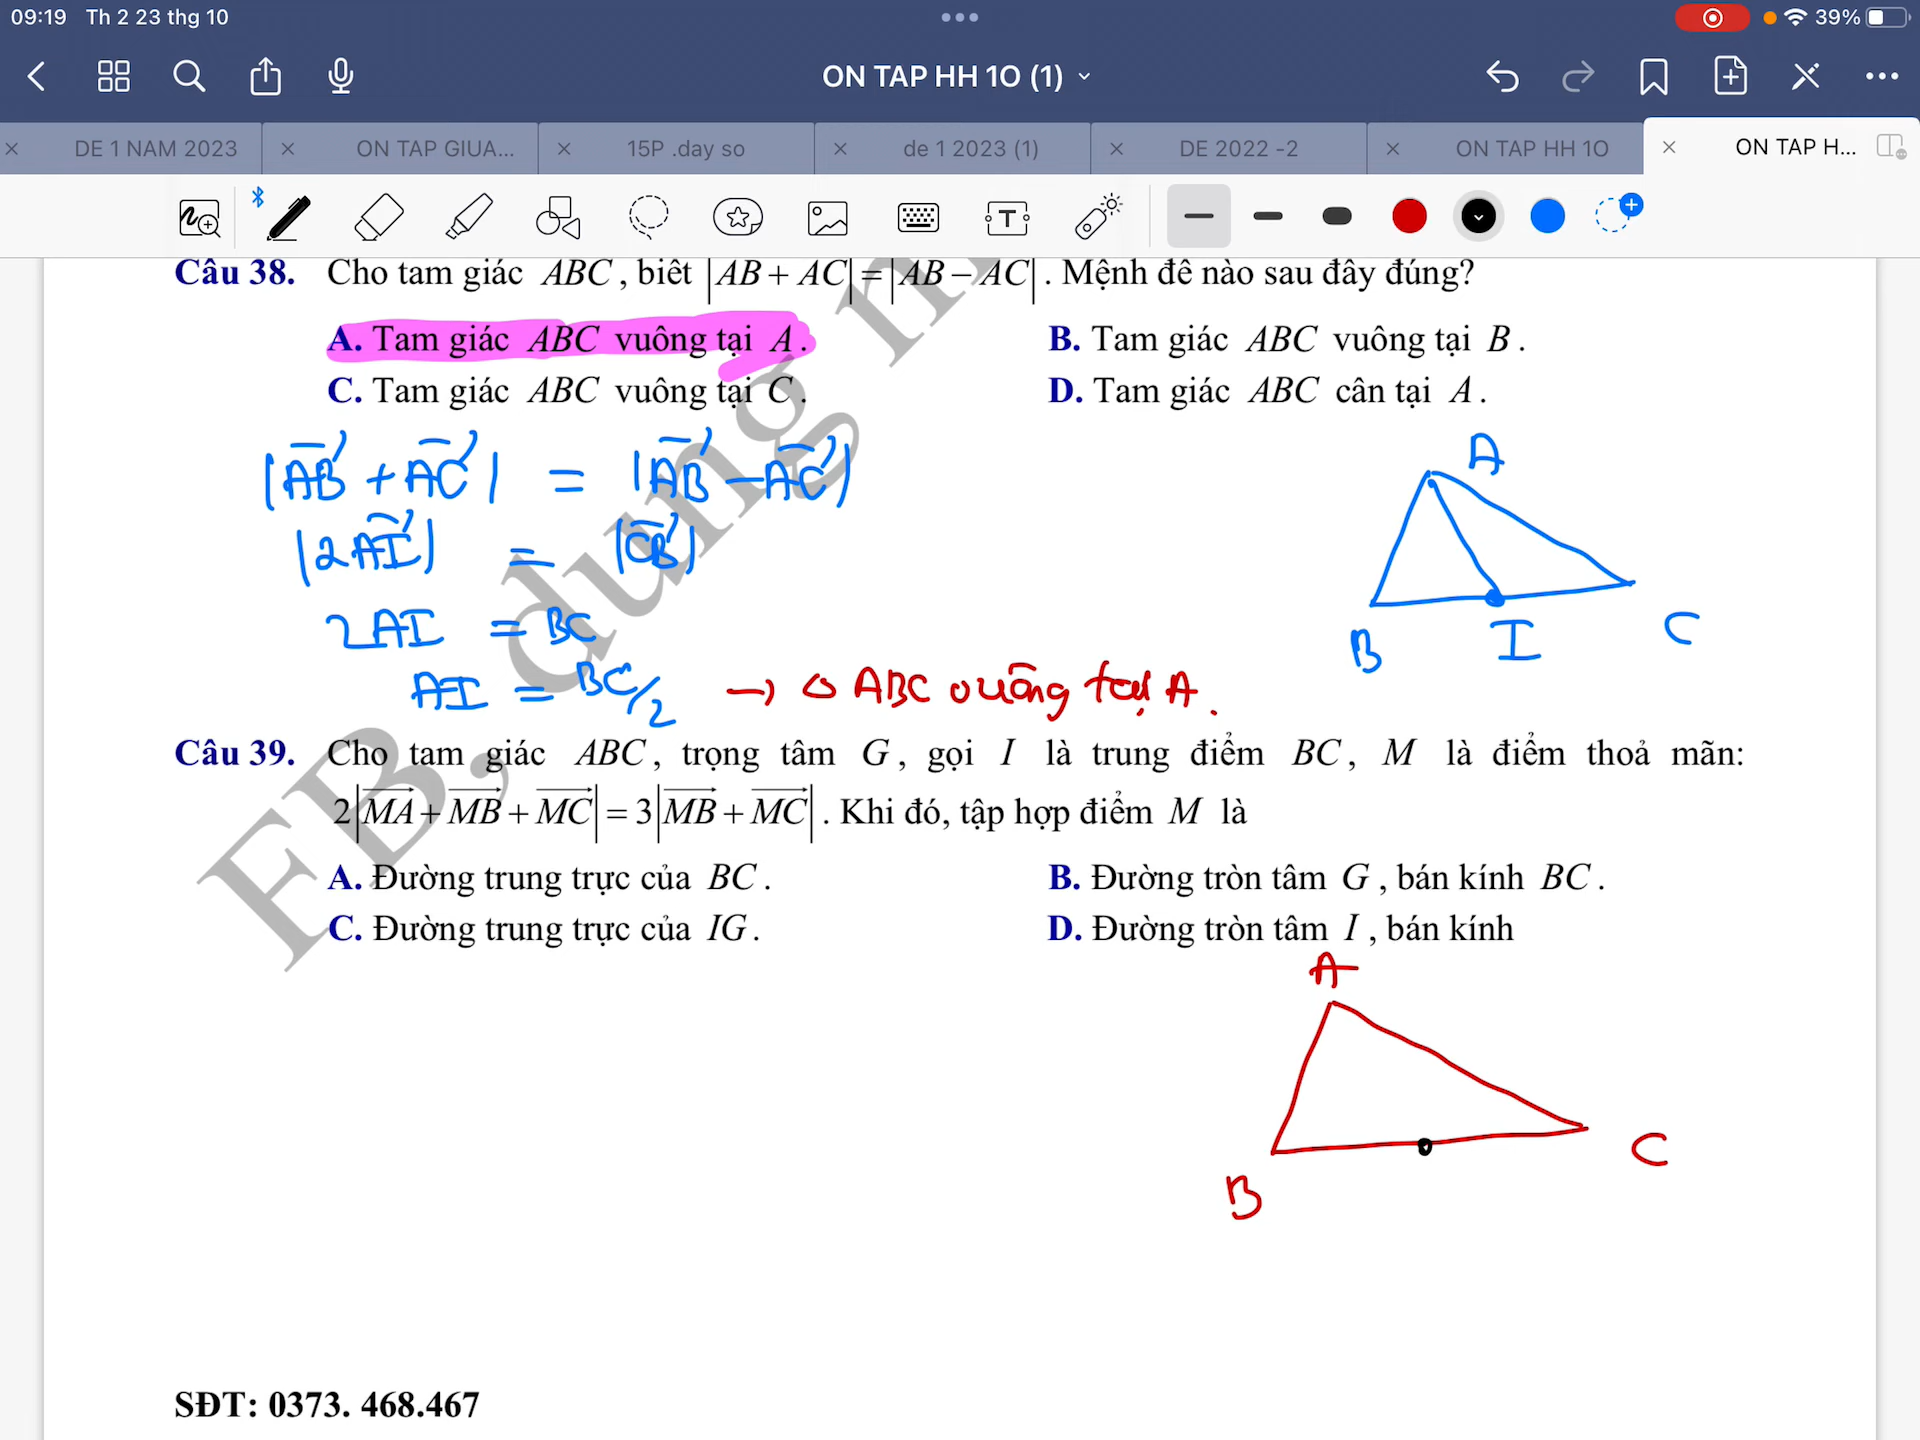 09:19 Th 2 23 thg 10
39%
ON TAP HH 1O (1)
DE 1 NAM 2023
ON TAP GIUA...
15P .day so
de 1 2023 (1)
DE 2022 -2
ON TAP HH 1O
ON TAP H...
Câu 38. Cho tam giác ABC, biết |AB + AC| = |AB − AC|. Mệnh đề nào sau đây đúng?
A. Tam giác ABC vuông tại A.
B. Tam giác ABC vuông tại B.
C. Tam giác ABC vuông tại C.
D. Tam giác ABC cân tại A.
|AB⃗ + AC⃗| = |AB⃗ − AC⃗|
|2AI⃗| = |CB⃗|
2AI = BC
AI = BC/2 → Δ ABC vuông tại A.
A
B
I
C
Câu 39. Cho tam giác ABC, trọng tâm G, gọi I là trung điểm BC, M là điểm thoả mãn:
2|MA⃗ + MB⃗ + MC⃗| = 3|MB⃗ + MC⃗|. Khi đó, tập hợp điểm M là
A. Đường trung trực của BC.
B. Đường tròn tâm G, bán kính BC.
C. Đường trung trực của IG.
D. Đường tròn tâm I, bán kính
A
B
C
FB, dung
SĐT: 0373. 468.467